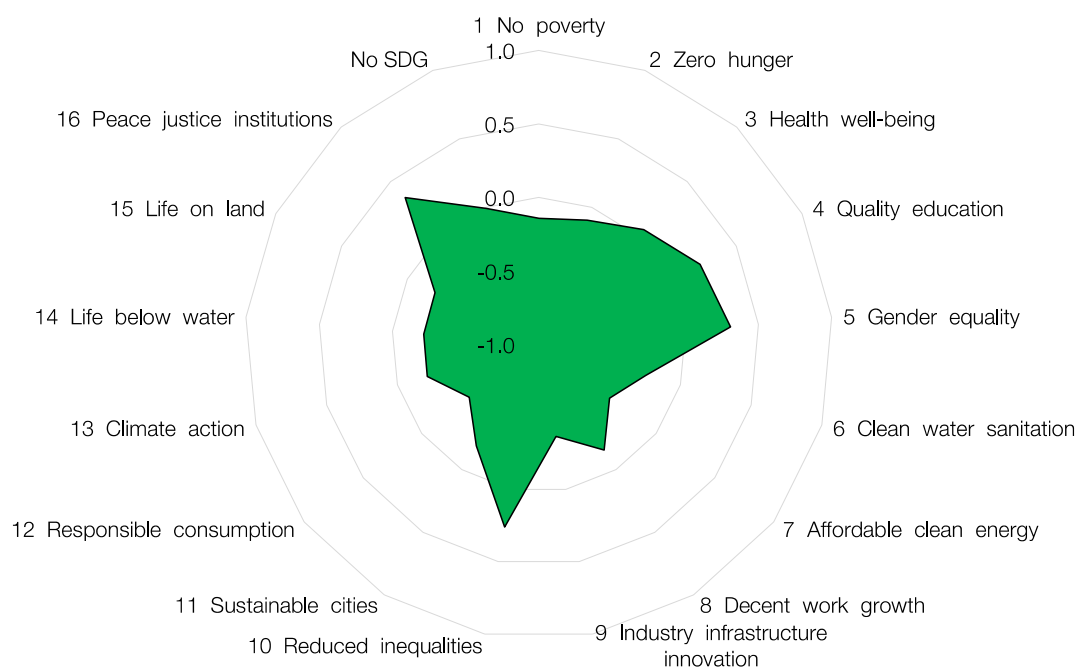 1 No poverty
1.0
No SDG
2 Zero hunger
16 Peace justice institutions
0.5
3 Health well-being
15 Life on land
0.0
4 Quality education
-0.5
14 Life below water
5 Gender equality
-1.0
13 Climate action
6 Clean water sanitation
12 Responsible consumption
7 Affordable clean energy
11 Sustainable cities
8 Decent work growth
10 Reduced inequalities
9 Industry infrastructure
innovation